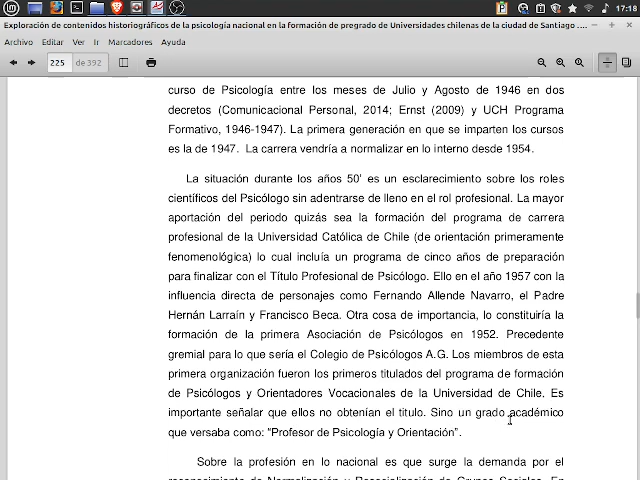 17:18
Exploración de contenidos historiográficos de la psicología nacional en la formación de pregrado de Universidades chilenas de la ciudad de Santiago ....
Archivo Editar Ver Ir Marcadores Ayuda
225 de 392
curso de Psicología entre los meses de Julio y Agosto de 1946 en dos
decretos (Comunicacional Personal, 2014; Ernst (2009) y UCH Programa
Formativo, 1946-1947). La primera generación en que se imparten los cursos
es la de 1947. La carrera vendría a normalizar en lo interno desde 1954.
La situación durante los años 50' es un esclarecimiento sobre los roles
científicos del Psicólogo sin adentrarse de lleno en el rol profesional. La mayor
aportación del periodo quizás sea la formación del programa de carrera
profesional de la Universidad Católica de Chile (de orientación primeramente
fenomenológica) lo cual incluía un programa de cinco años de preparación
para finalizar con el Título Profesional de Psicólogo. Ello en el año 1957 con la
influencia directa de personajes como Fernando Allende Navarro, el Padre
Hernán Larraín y Francisco Beca. Otra cosa de importancia, lo constituiría la
formación de la primera Asociación de Psicólogos en 1952. Precedente
gremial para lo que sería el Colegio de Psicólogos A.G. Los miembros de esta
primera organización fueron los primeros titulados del programa de formación
de Psicólogos y Orientadores Vocacionales de la Universidad de Chile. Es
importante señalar que ellos no obtenían el titulo. Sino un grado académico
que versaba como: "Profesor de Psicología y Orientación".
Sobre la profesión en lo nacional es que surge la demanda por el
reconocimiento de Normalización y Resocialización de Grupos Sociales. En